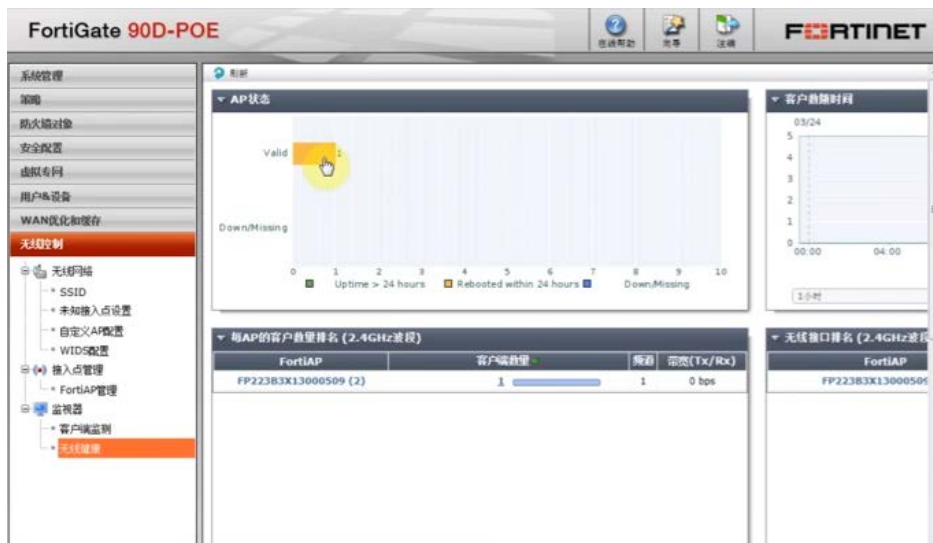 FortiGate 90D-POE
在线帮助
向导
注销
FORTINET
系统管理
策略
防火墙对象
安全配置
虚拟专网
用户&设备
WAN优化和缓存
无线控制
无线网络
SSID
未知接入点设置
自定义AP配置
WIDS配置
接入点管理
FortiAP管理
监视器
客户端监测
无线健康
刷新
AP状态
Valid
1
Down/Missing
0 1 2 3 4 5 6 7 8 9 10
Uptime > 24 hours Rebooted within 24 hours Down/Missing
客户数随时间
03/24
5
4
3
2
1
0
00:00 04:00
1小时
每AP的客户数量排名 (2.4GHz波段)
FortiAP 客户端数量 频道 带宽(Tx/Rx)
FP223B3X13000509 (2) 1 1 0 bps
无线接口排名 (2.4GHz波段
FortiAP
FP223B3X13000509